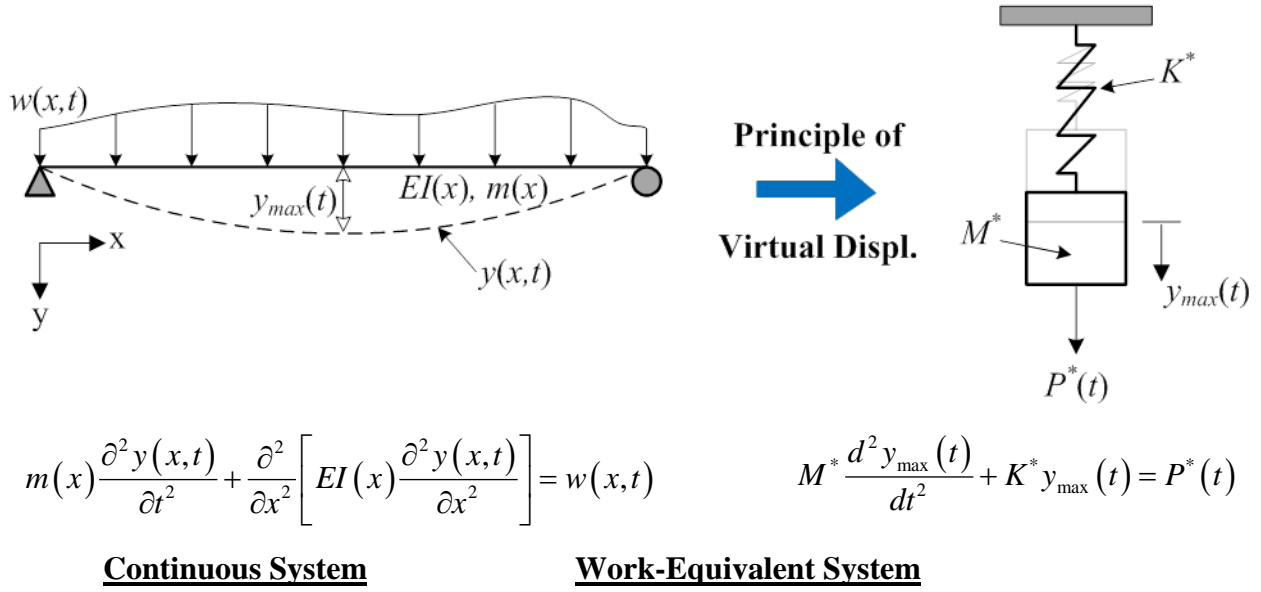 w(x,t)
EI(x), m(x)
y_max(t)
x
y(x,t)
y
Principle of
Virtual Displ.
K*
M*
y_max(t)
P*(t)
m(x) ∂²y(x,t)/∂t² + ∂²/∂x² [EI(x) ∂²y(x,t)/∂x²] = w(x,t)
M* d²y_max(t)/dt² + K* y_max(t) = P*(t)
Continuous System
Work-Equivalent System